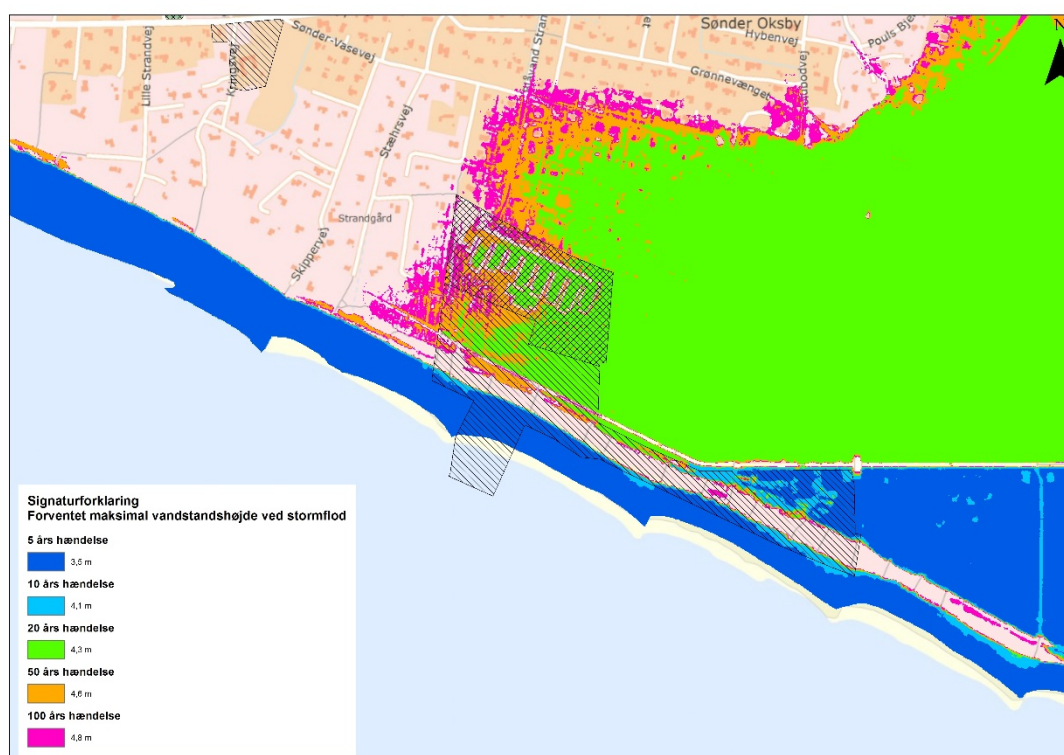 Sønder Oksby
Hybenvej
Pouls Bje
N
Sønder-Vasevej
Grønnevænget
Lille Strandvej
Stæhrsvej
Strandgård
Skippervej
Signaturforklaring
Forventet maksimal vandstandshøjde ved stormflod
5 års hændelse
3,5 m
10 års hændelse
4,1 m
20 års hændelse
4,3 m
50 års hændelse
4,6 m
100 års hændelse
4,8 m